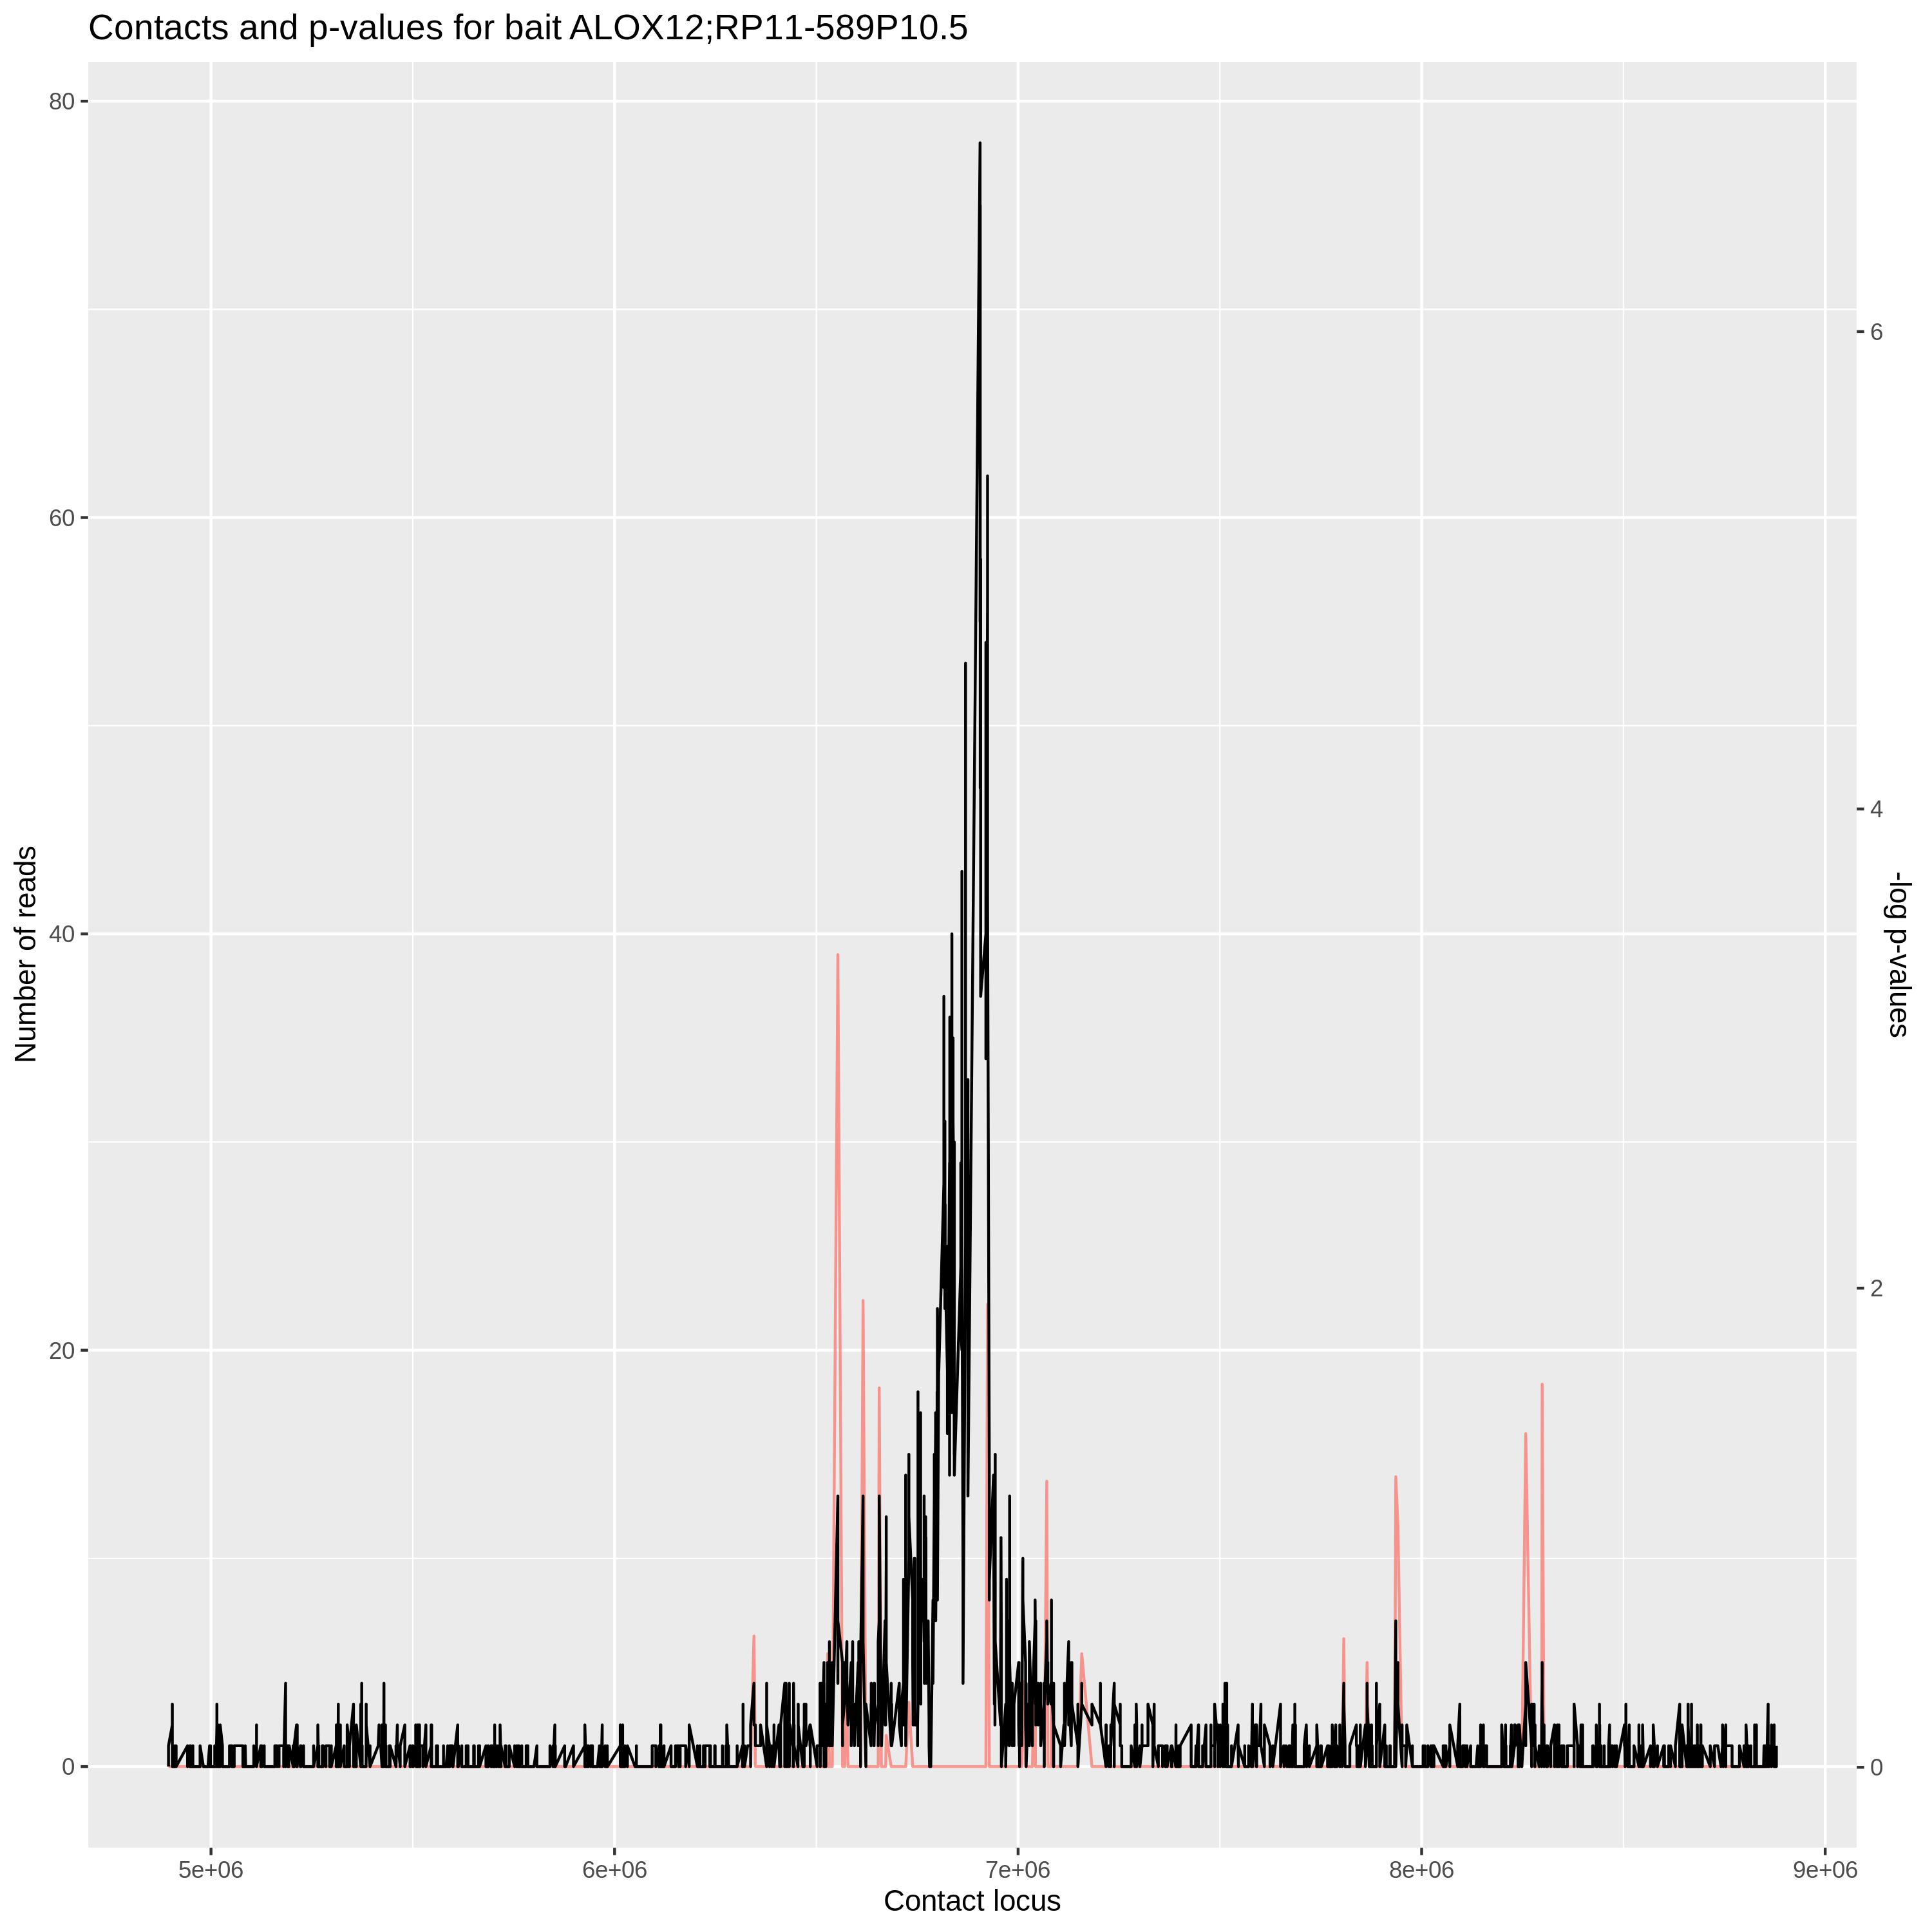 Contacts and p-values for bait ALOX12;RP11-589P10.5
80
60
40
20
0
Number of reads
6
4
2
0
-log p-values
5e+06
6e+06
7e+06
8e+06
9e+06
Contact locus